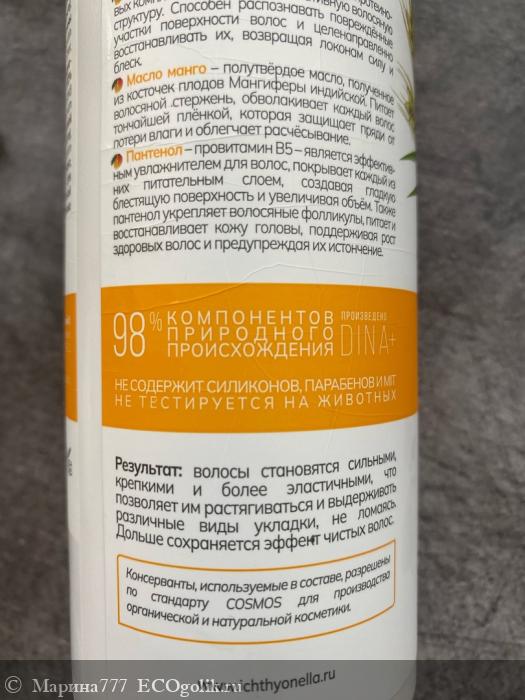 структуру. Способен распознавать повреждённые
участки поверхности волос и целенаправленно
восстанавливать их, возвращая локонам силу и
блеск.
Масло манго – полутвёрдое масло, полученное
из косточек плодов Мангиферы индийской. Питает
волосяной .стержень, обволакивает каждый волос
тончайшей плёнкой, которая защищает пряди от
потери влаги и облегчает расчёсывание.
Пантенол – провитамин В5 – является эффектив-
ным увлажнителем для волос, покрывает каждый из
них питательным слоем, создавая гладкую
блестящую поверхность и увеличивая объём. Также
пантенол укрепляет волосяные фолликулы, питает и
восстанавливает кожу головы, поддерживая рост
здоровых волос и предупреждая их истончение.
98% КОМПОНЕНТОВ
ПРИРОДНОГО
ПРОИСХОЖДЕНИЯ
ПРОИЗВЕДЕНО
DINA+
НЕ СОДЕРЖИТ СИЛИКОНОВ, ПАРАБЕНОВ И MIT
НЕ ТЕСТИРУЕТСЯ НА ЖИВОТНЫХ
Результат: волосы становятся сильными,
крепкими и более эластичными, что
позволяет им растягиваться и выдерживать
различные виды укладки, не ломаясь.
Дольше сохраняется эффект чистых волос.
Консерванты, используемые в составе, разрешены
по стандарту COSMOS для производства
органической и натуральной косметики.
www.ichthyonella.ru
Марина777 ECOgolik.ru